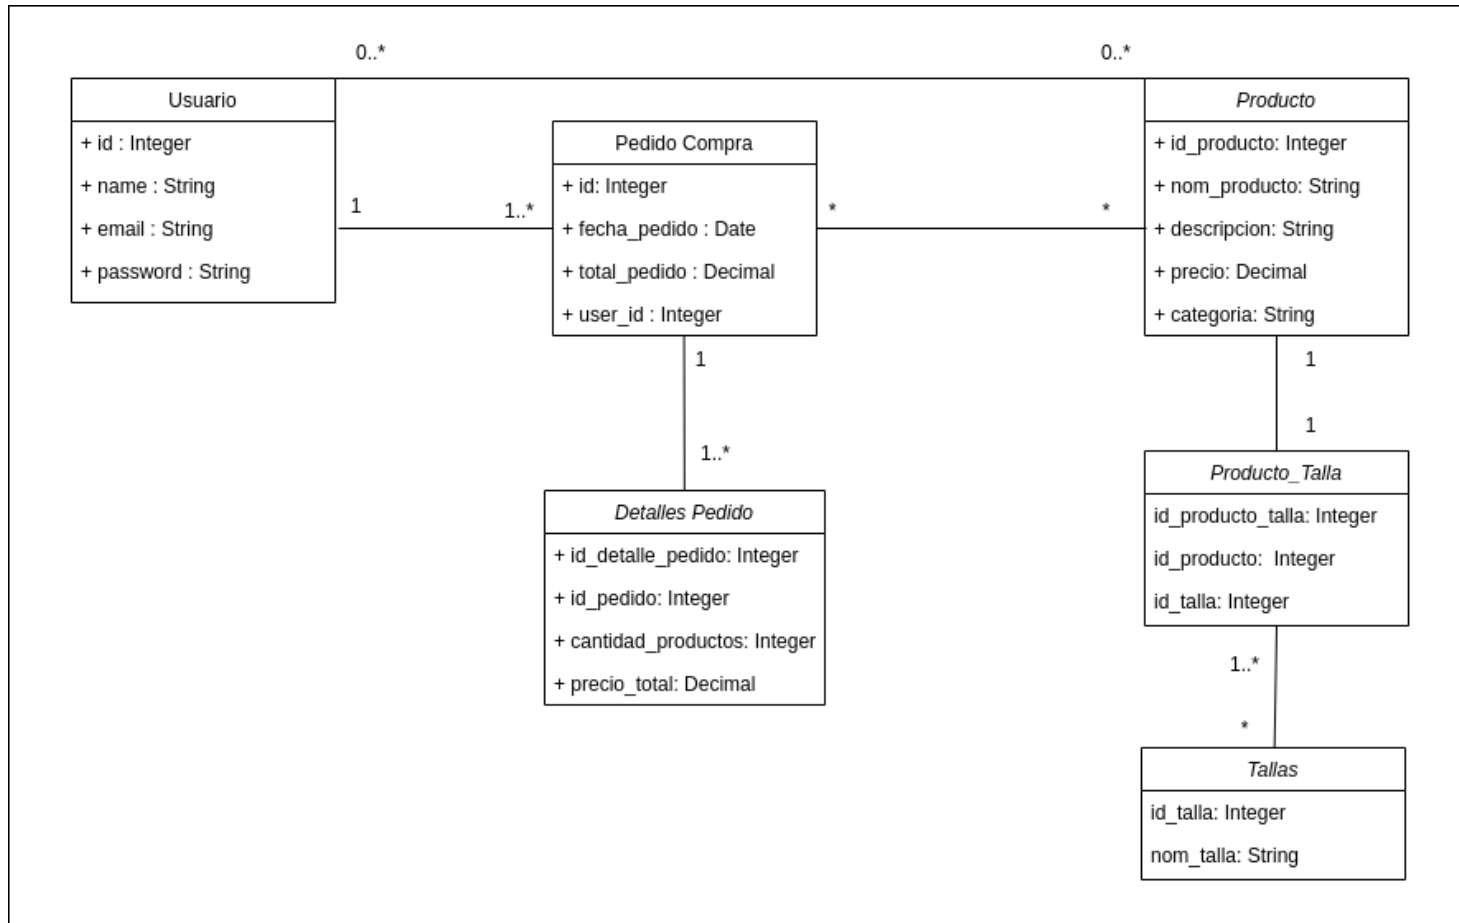 0..*
0..*
Usuario
+ id : Integer
+ name : String
+ email : String
+ password : String
1
1..*
Pedido Compra
+ id: Integer
+ fecha_pedido : Date
+ total_pedido : Decimal
+ user_id : Integer
*
*
Producto
+ id_producto: Integer
+ nom_producto: String
+ descripcion: String
+ precio: Decimal
+ categoria: String
1
1..*
Detalles Pedido
+ id_detalle_pedido: Integer
+ id_pedido: Integer
+ cantidad_productos: Integer
+ precio_total: Decimal
1
1
Producto_Talla
id_producto_talla: Integer
id_producto:  Integer
id_talla: Integer
1..*
*
Tallas
id_talla: Integer
nom_talla: String